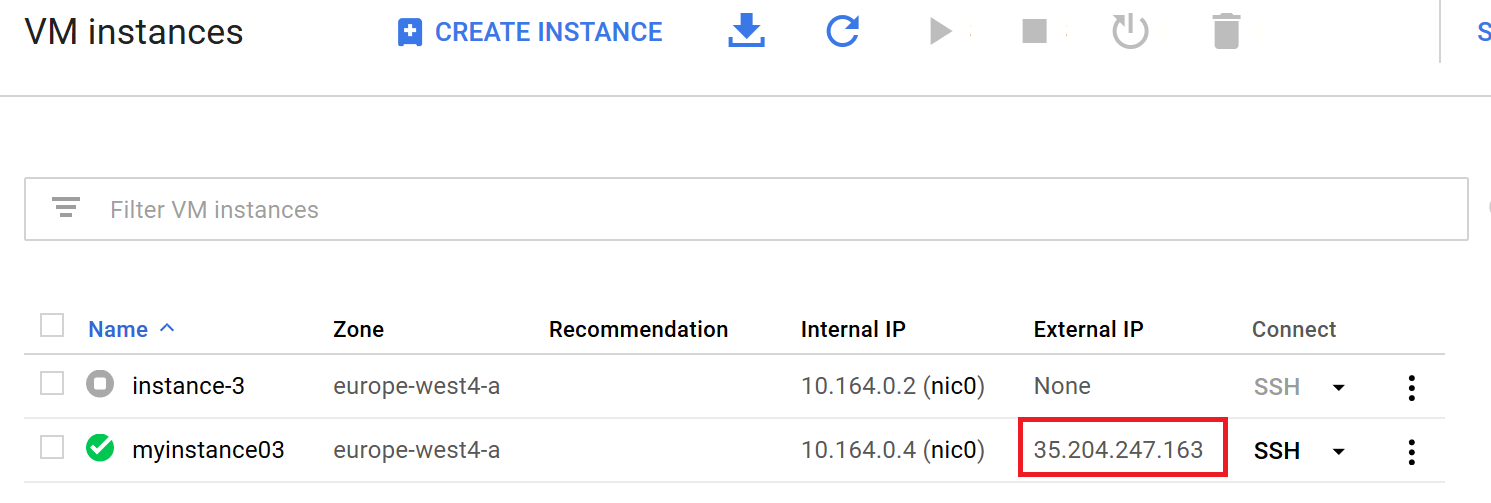 VM instances CREATE INSTANCE S
Filter VM instances
Name Zone Recommendation Internal IP External IP Connect
instance-3 europe-west4-a 10.164.0.2 (nic0) None SSH
myinstance03 europe-west4-a 10.164.0.4 (nic0) 35.204.247.163 SSH